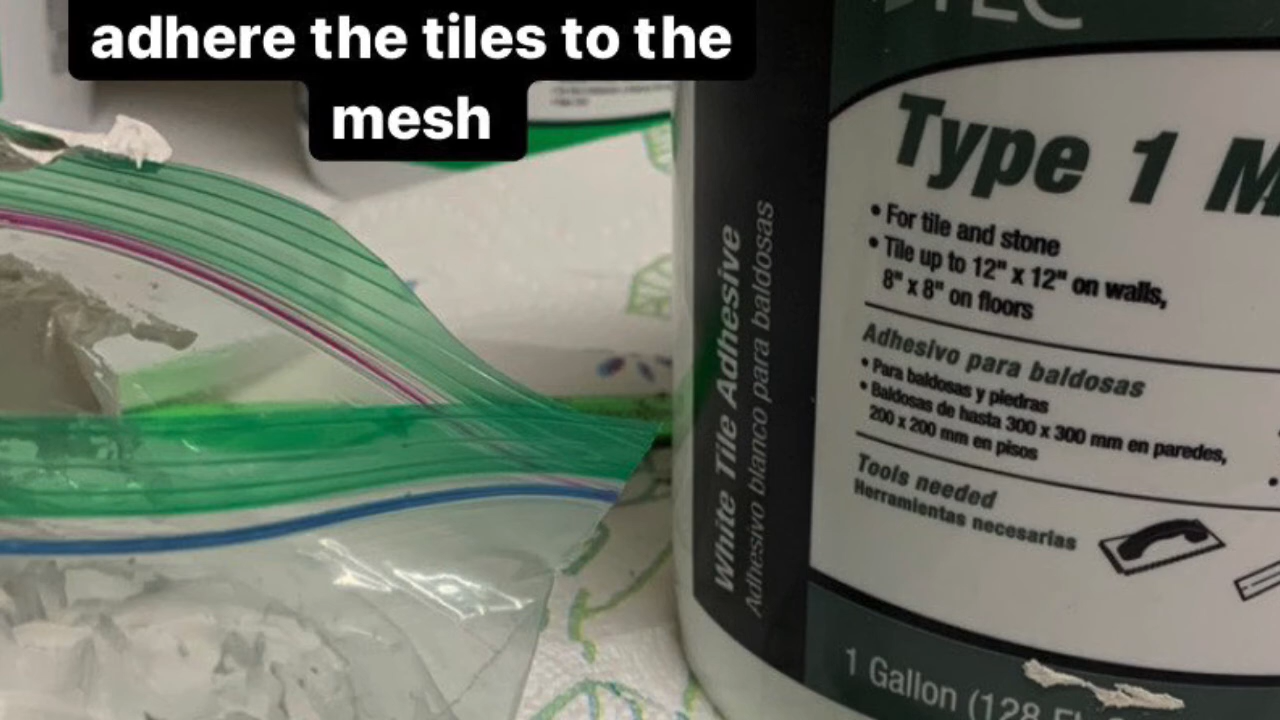 adhere the tiles to the
mesh
Type 1
• For tile and stone
• Tile up to 12" x 12" on walls,
8" x 8" on floors
Adhesivo para baldosas
• Para baldosas y piedras
• Baldosas de hasta 300 x 300 mm en paredes,
200 x 200 mm en pisos
Tools needed
Herramientas necesarias
White Tile Adhesive
Adhesivo blanco para baldosas
1 Gallon (128